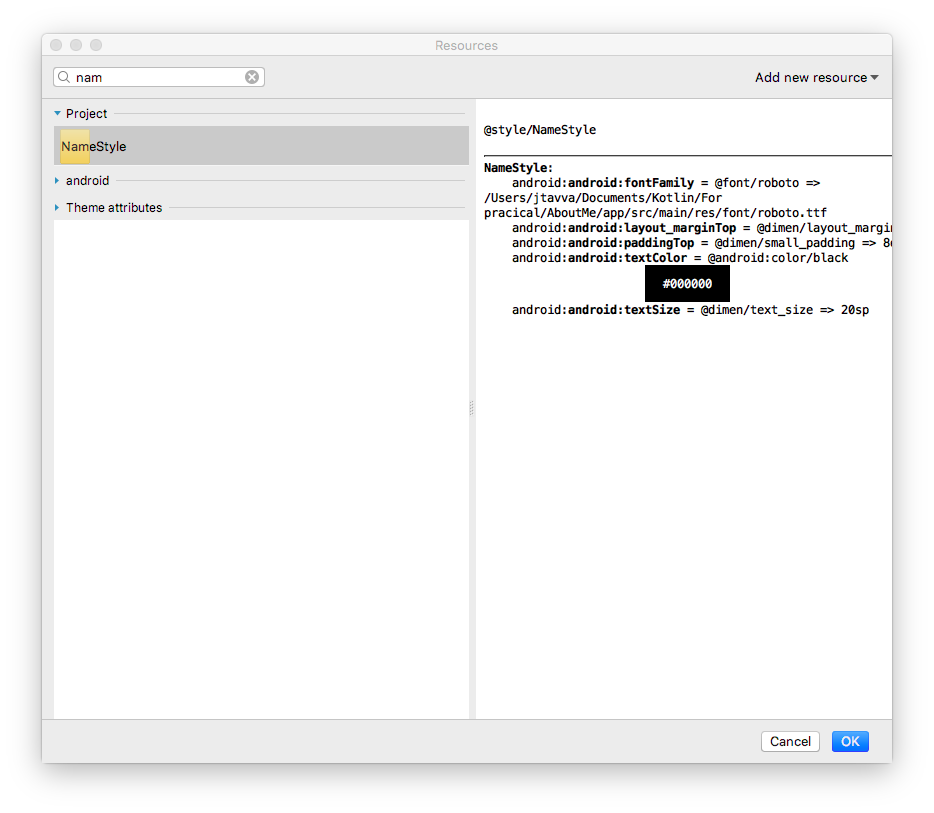 Resources
nam
Add new resource
Project
NameStyle
android
Theme attributes
@style/NameStyle
NameStyle:
android:android:fontFamily = @font/roboto =>
/Users/jtavva/Documents/Kotlin/For
pracical/AboutMe/app/src/main/res/font/roboto.ttf
android:android:layout_marginTop = @dimen/layout_margin
android:android:paddingTop = @dimen/small_padding => 8
android:android:textColor = @android:color/black
#000000
android:android:textSize = @dimen/text_size => 20sp
Cancel
OK